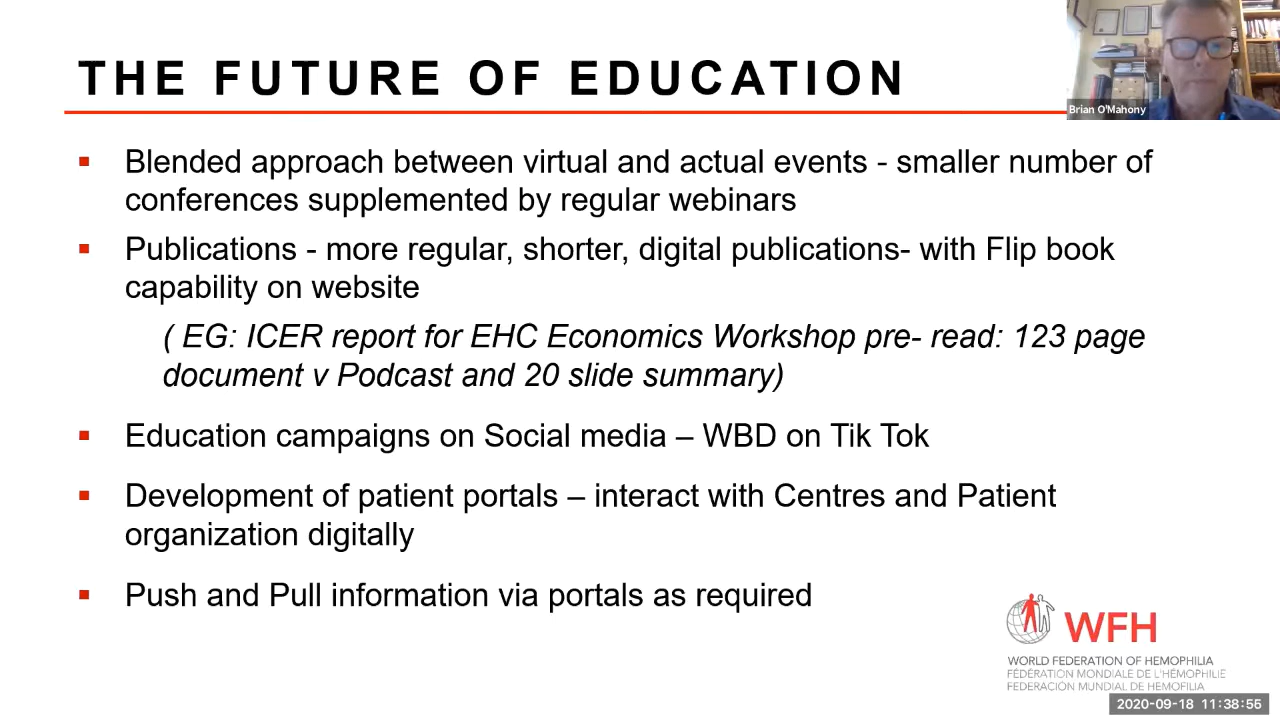 THE FUTURE OF EDUCATION
Brian O'Mahony
Blended approach between virtual and actual events - smaller number of
conferences supplemented by regular webinars
Publications - more regular, shorter, digital publications- with Flip book
capability on website
( EG: ICER report for EHC Economics Workshop pre- read: 123 page
document v Podcast and 20 slide summary)
Education campaigns on Social media – WBD on Tik Tok
Development of patient portals – interact with Centres and Patient
organization digitally
Push and Pull information via portals as required
WFH
WORLD FEDERATION OF HEMOPHILIA
FÉDÉRATION MONDIALE DE L'HÉMOPHILIE
FEDERACIÓN MUNDIAL DE HEMOFILIA
2020-09-18 11:38:56